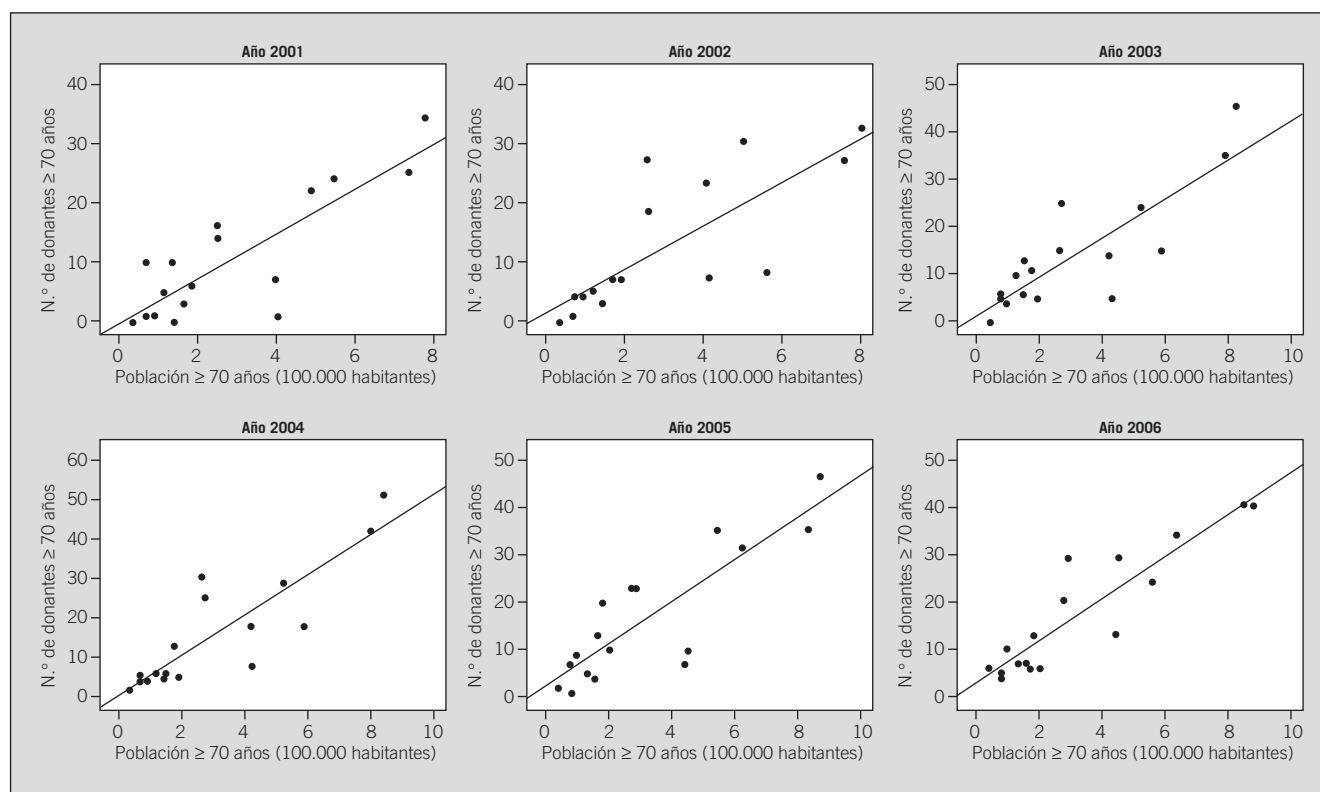 Año 2001
N.° de donantes ≥ 70 años
40
30
20
10
0
0 2 4 6 8
Población ≥ 70 años (100.000 habitantes)
Año 2002
N.° de donantes ≥ 70 años
40
30
20
10
0
0 2 4 6 8
Población ≥ 70 años (100.000 habitantes)
Año 2003
N.° de donantes ≥ 70 años
50
40
30
20
10
0
0 2 4 6 8 10
Población ≥ 70 años (100.000 habitantes)
Año 2004
N.° de donantes ≥ 70 años
60
50
40
30
20
10
0
0 2 4 6 8 10
Población ≥ 70 años (100.000 habitantes)
Año 2005
N.° de donantes ≥ 70 años
50
40
30
20
10
0
0 2 4 6 8 10
Población ≥ 70 años (100.000 habitantes)
Año 2006
N.° de donantes ≥ 70 años
50
40
30
20
10
0
0 2 4 6 8 10
Población ≥ 70 años (100.000 habitantes)